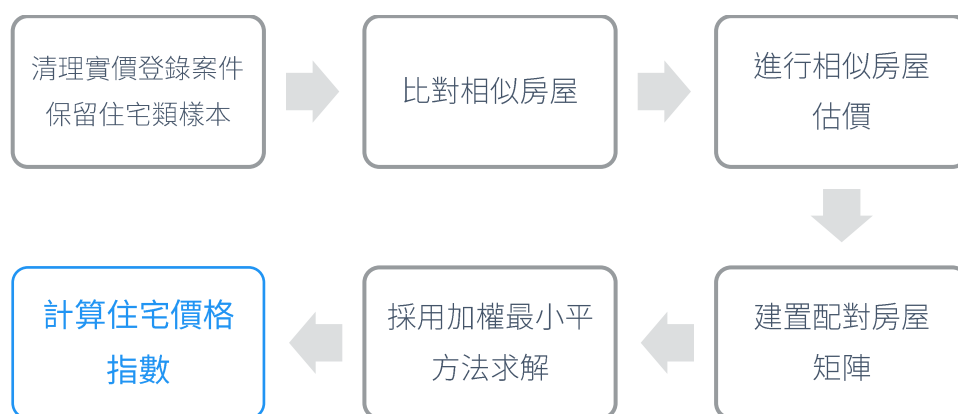 清理實價登錄案件
保留住宅類樣本
比對相似房屋
進行相似房屋
估價
建置配對房屋
矩陣
採用加權最小平
方法求解
計算住宅價格
指數